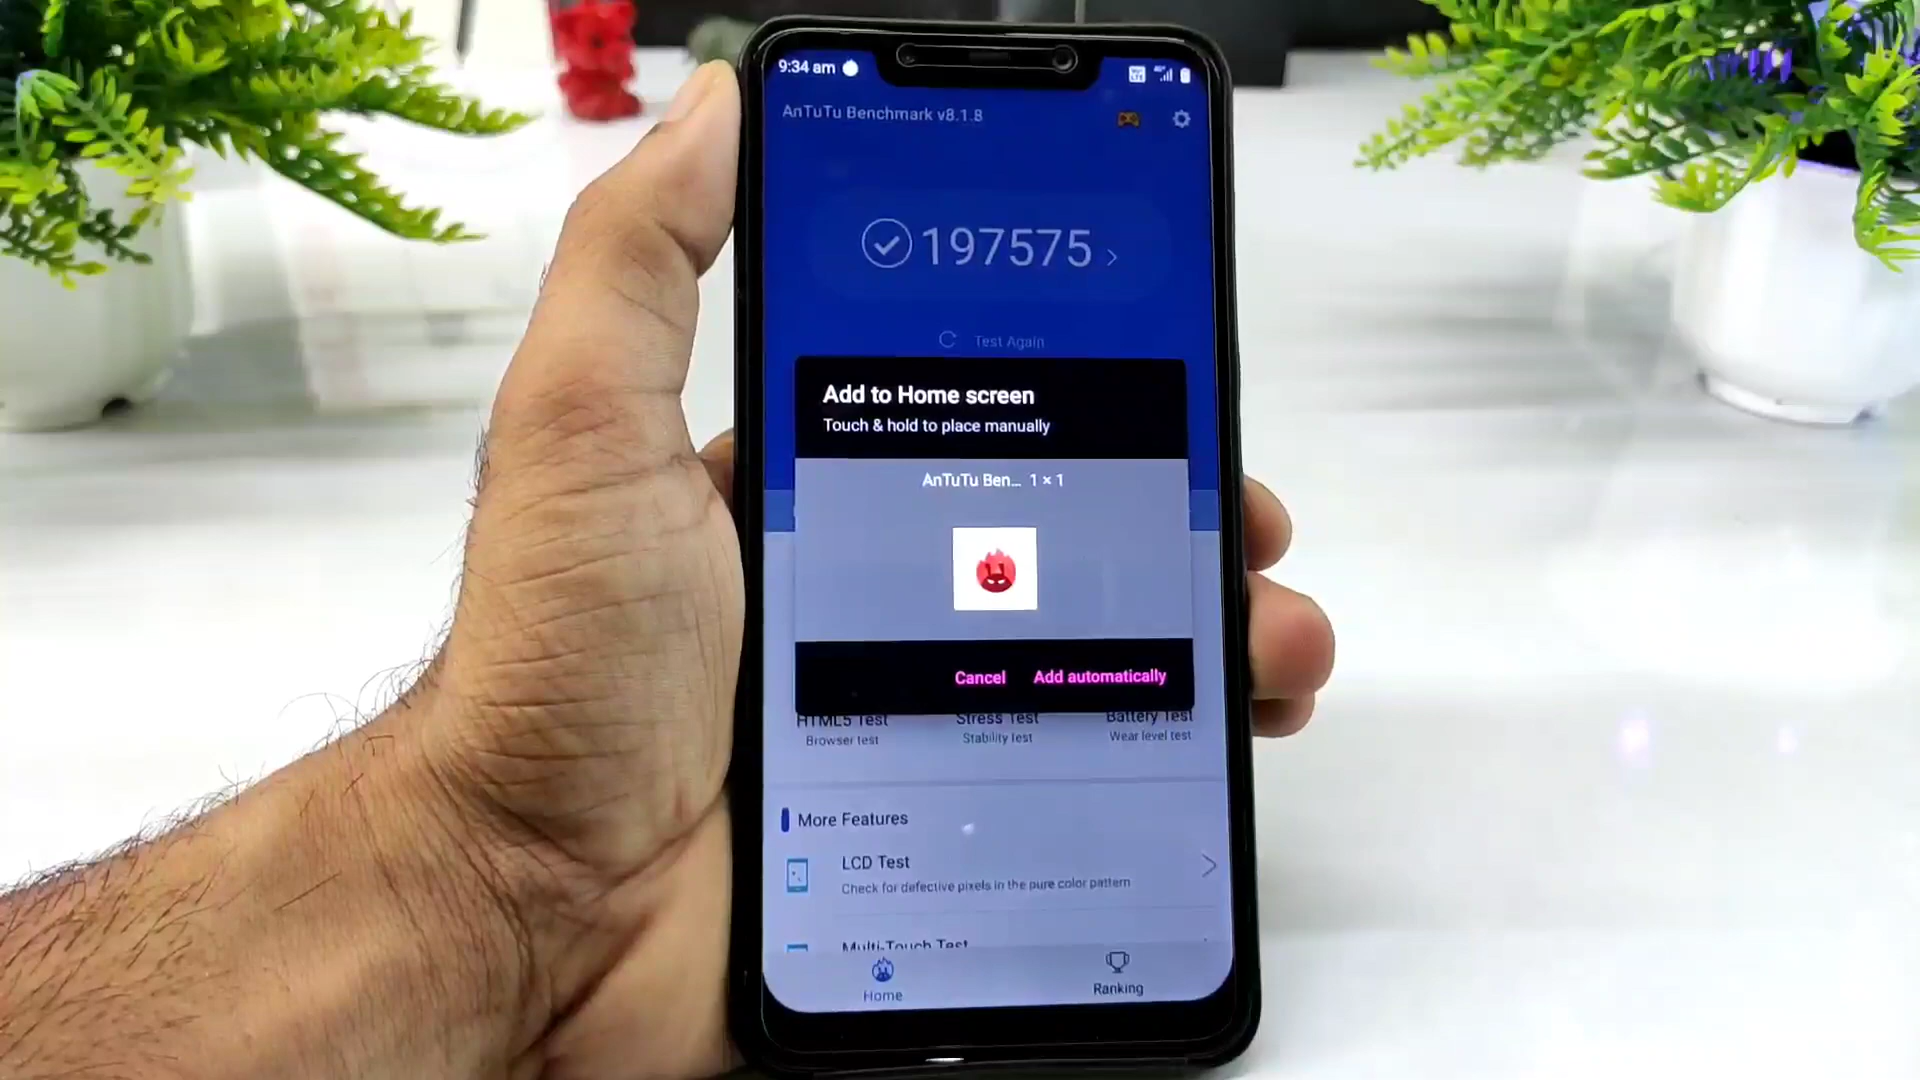 9:34 am
AnTuTu Benchmark v8.1.8
197575
Test Again
Add to Home screen
Touch & hold to place manually
AnTuTu Ben... 1 × 1
Cancel Add automatically
HTML5 Test Stress Test Battery Test
Browser test Stability test Wear level test
More Features
LCD Test
Check for defective pixels in the pure color pattern
Multi-Touch Test
Home Ranking